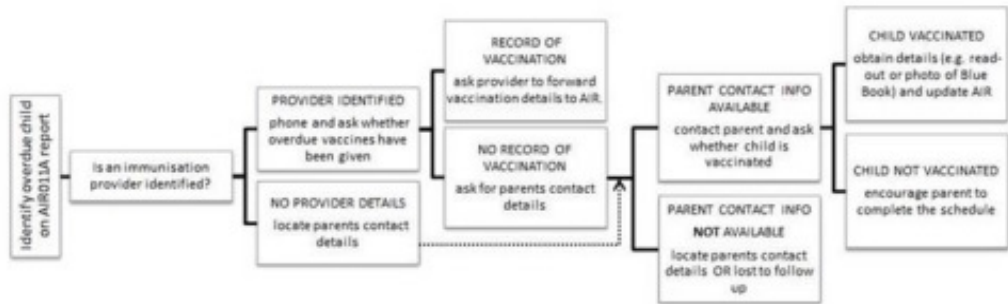 Identify overdue child
on AIR011A report
Is an immunisation
provider identified?
PROVIDER IDENTIFIED
phone and ask whether
overdue vaccines have
been given
NO PROVIDER DETAILS
locate parents contact
details
RECORD OF
VACCINATION
ask provider to forward
vaccination details to AIR.
NO RECORD OF
VACCINATION
ask for parents contact
details
PARENT CONTACT INFO
AVAILABLE
contact parent and ask
whether child is
vaccinated
PARENT CONTACT INFO
NOT AVAILABLE
locate parents contact
details OR lost to follow
up
CHILD VACCINATED
obtain details (e.g. read-
out or photo of Blue
Book) and update AIR
CHILD NOT VACCINATED
encourage parent to
complete the schedule